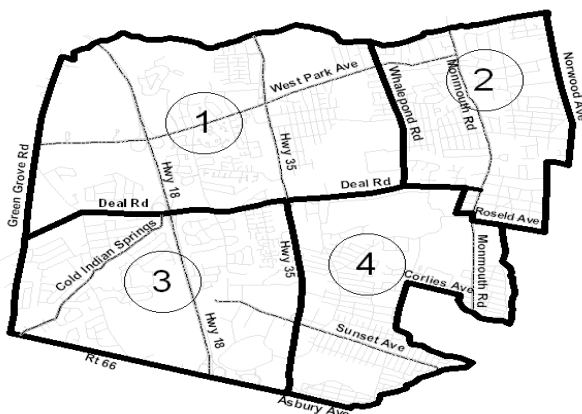 West Park Ave
1
2
Whalepond Rd
Monmouth Rd
Norwood Ave
Green Grove Rd
Hwy 18
Hwy 35
Deal Rd
Deal Rd
Roseld Ave
Cold Indian Springs
3
4
Hwy 35
Monmouth Rd
Corlies Ave
Hwy 18
Sunset Ave
Rt 66
Asbury Ave